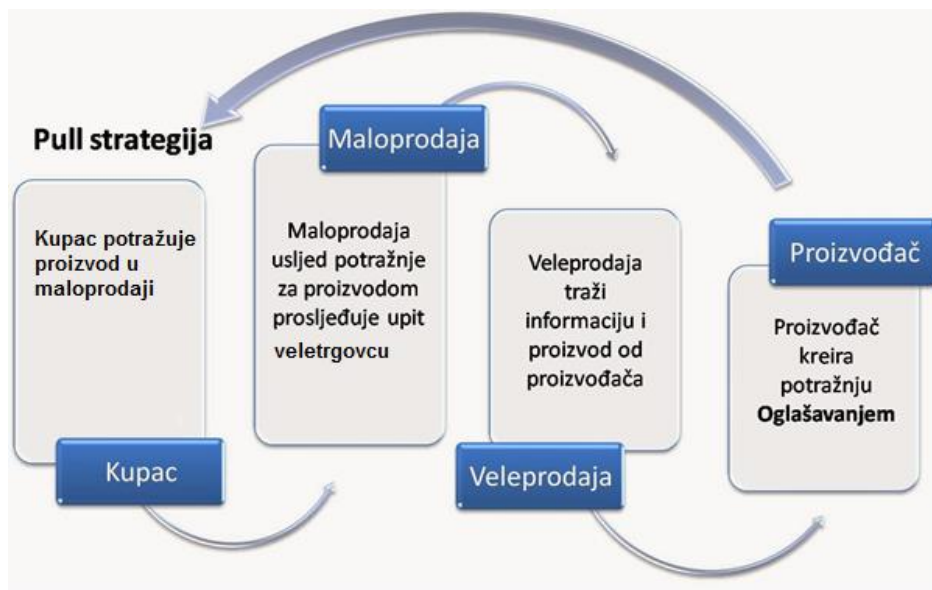 Pull strategija
Kupac potražuje
proizvod u
maloprodaji
Kupac
Maloprodaja
Maloprodaja
usljed potražnje
za proizvodom
prosljeđuje upit
veletrgovcu
Veleprodaja
traži
informaciju i
proizvod od
proizvođača
Veleprodaja
Proizvođač
Proizvođač
kreira
potražnju
Oglašavanjem